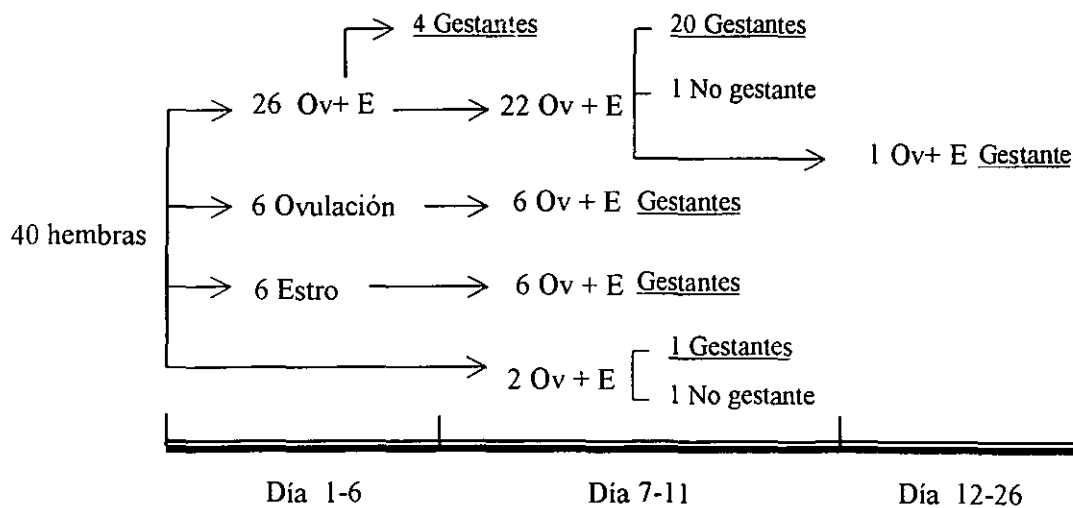 4 Gestantes
20 Gestantes
26 Ov+ E
22 Ov + E
1 No gestante
1 Ov+ E Gestante
6 Ovulación
6 Ov + E Gestantes
40 hembras
6 Estro
6 Ov + E Gestantes
2 Ov + E
1 Gestantes
1 No gestante
Día 1-6
Día 7-11
Día 12-26